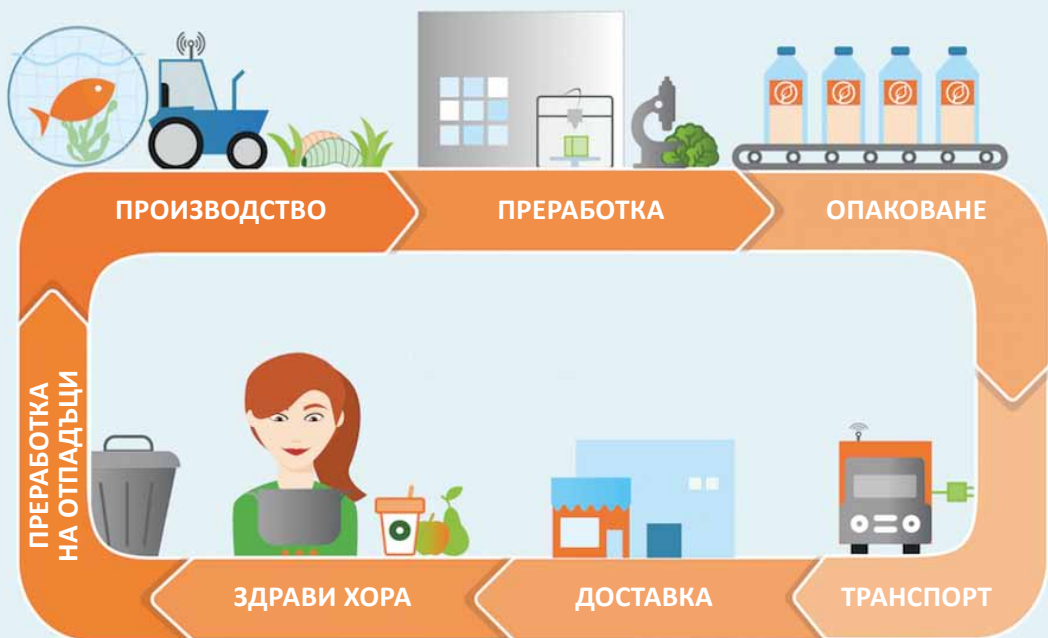 ПРОИЗВОДСТВО
ПРЕРАБОТКА
ОПАКОВАНЕ
ТРАНСПОРТ
ДОСТАВКА
ЗДРАВИ ХОРА
ПРЕРАБОТКА
НА ОТПАДЪЦИ